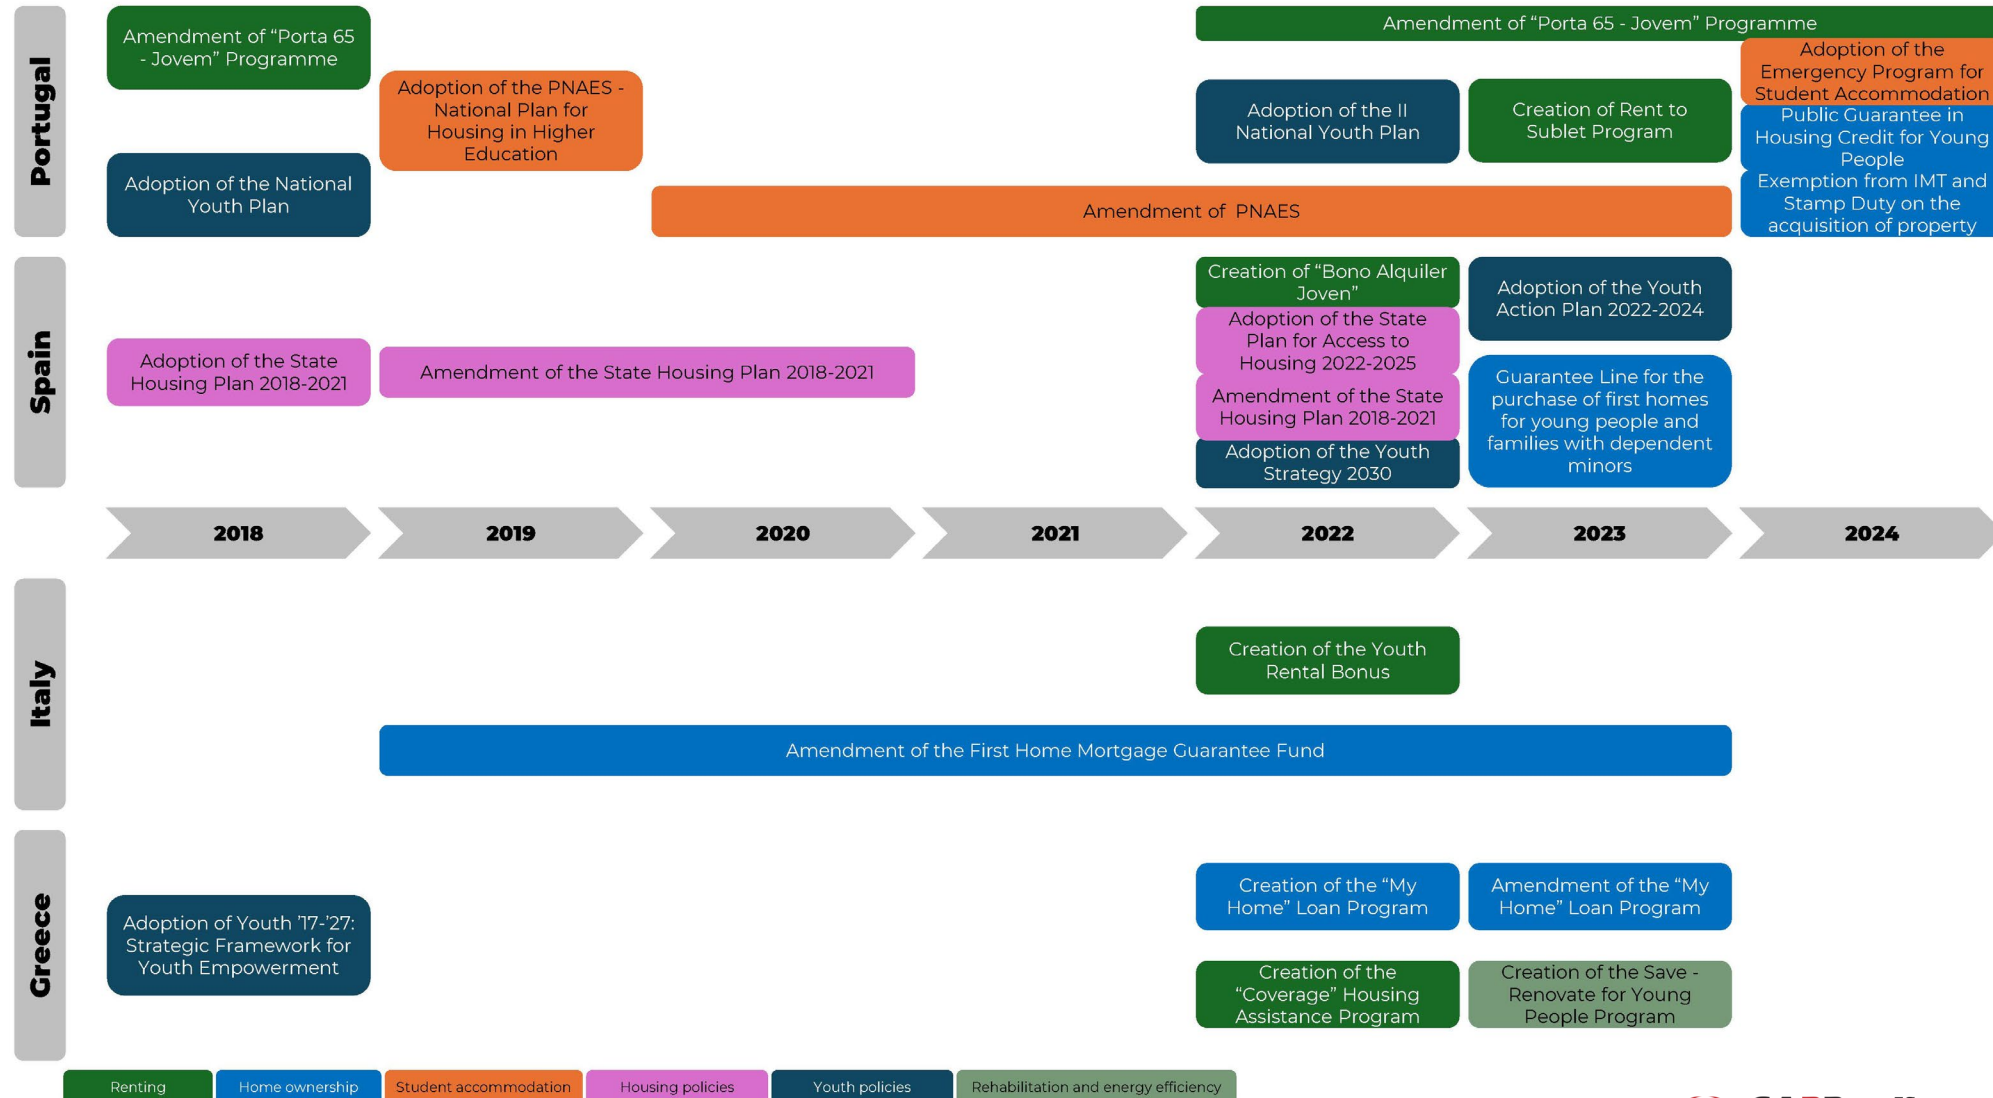 Portugal
Amendment of “Porta 65
- Jovem” Programme
Adoption of the National
Youth Plan
Adoption of the PNAES -
National Plan for
Housing in Higher
Education
Amendment of PNAES
Amendment of “Porta 65 - Jovem” Programme
Adoption of the II
National Youth Plan
Creation of Rent to
Sublet Program
Adoption of the
Emergency Program for
Student Accommodation
Public Guarantee in
Housing Credit for Young
People
Exemption from IMT and
Stamp Duty on the
acquisition of property
Spain
Adoption of the State
Housing Plan 2018-2021
Amendment of the State Housing Plan 2018-2021
Creation of “Bono Alquiler
Joven”
Adoption of the State
Plan for Access to
Housing 2022-2025
Amendment of the State
Housing Plan 2018-2021
Adoption of the Youth
Strategy 2030
Adoption of the Youth
Action Plan 2022-2024
Guarantee Line for the
purchase of first homes
for young people and
families with dependent
minors
2018
2019
2020
2021
2022
2023
2024
Italy
Creation of the Youth
Rental Bonus
Amendment of the First Home Mortgage Guarantee Fund
Greece
Adoption of Youth ’17-’27:
Strategic Framework for
Youth Empowerment
Creation of the “My
Home” Loan Program
Amendment of the “My
Home” Loan Program
Creation of the
“Coverage” Housing
Assistance Program
Creation of the Save -
Renovate for Young
People Program
Renting
Home ownership
Student accommodation
Housing policies
Youth policies
Rehabilitation and energy efficiency